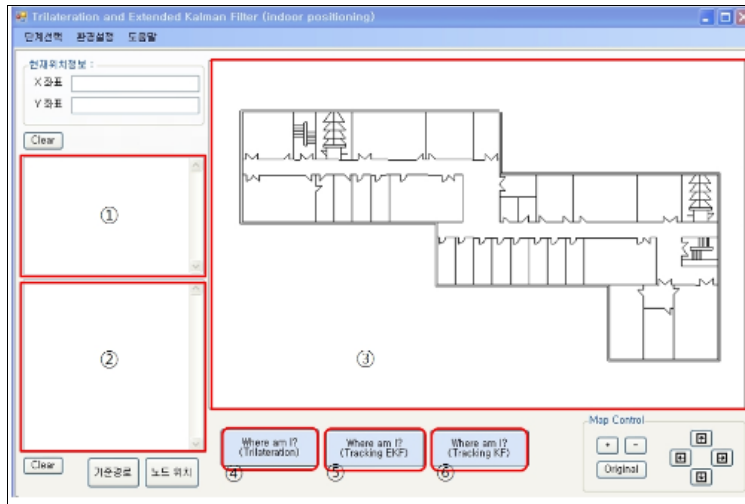 Trilateration and Extended Kalman Filter (indoor positioning)
단계선택 환경설정 도움말
현재위치정보 :
X 좌표
Y 좌표
Clear
①
②
③
Where am I?
(Trilateration)
④
Where am I?
(Tracking EKF)
⑤
Where am I?
(Tracking KF)
⑥
Map Control
+ -
Original
Clear
기준경로 노드 위치